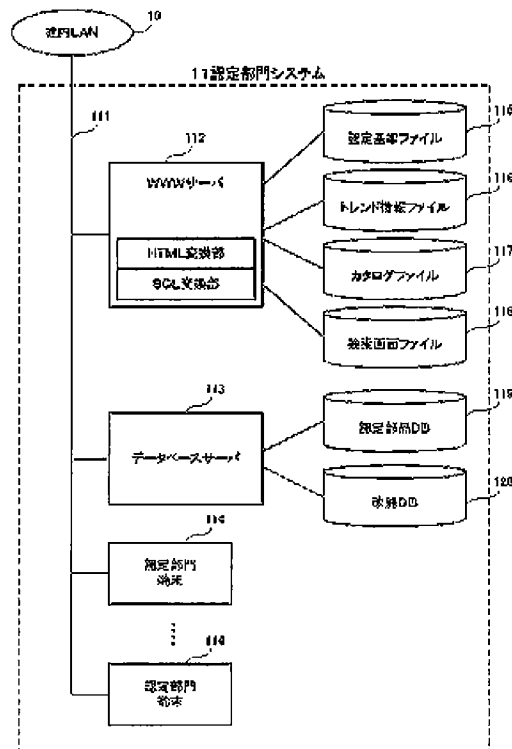 構内LAN
10
11認定部門システム
111
112
WWWサーバ
HTML変換部
SQL変換部
115
認定基準ファイル
116
トレンド情報ファイル
117
カタログファイル
118
検索画面ファイル
113
データベースサーバ
119
認定部品DB
120
改廃DB
114
認定部門
端末
114
認定部門
端末